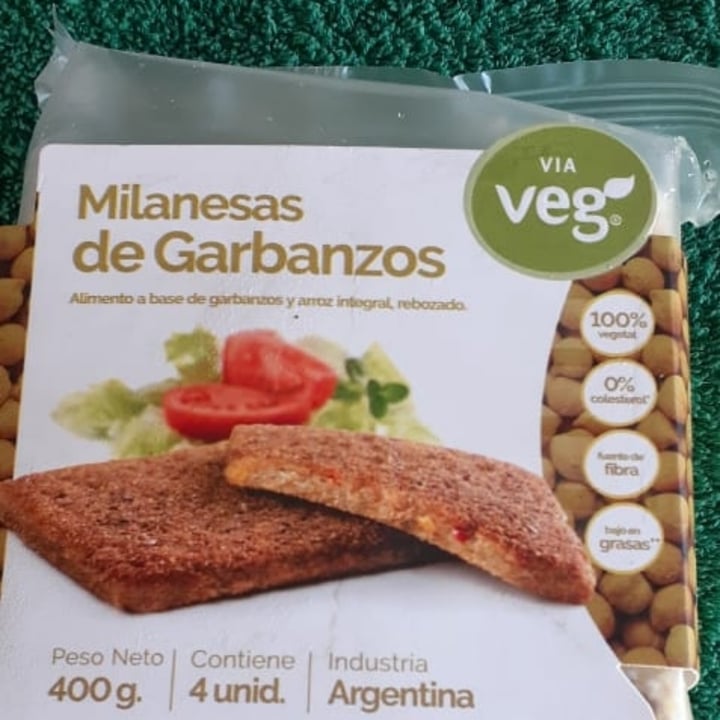 VIA
veg®
Milanesas
de Garbanzos
Alimento a base de garbanzos y arroz integral, rebozado.
100%
vegetal
0%
colesterol*
fuente de
fibra
bajo en
grasas**
Peso Neto
400 g.
Contiene
4 unid.
Industria
Argentina